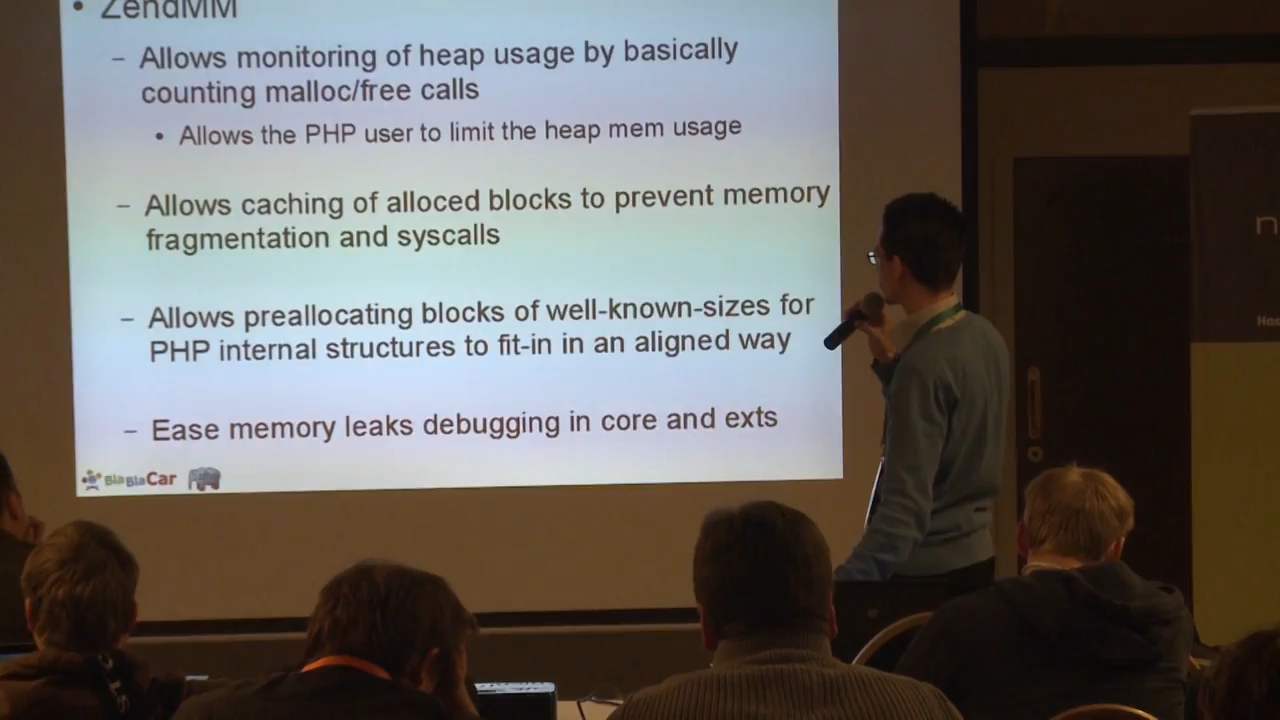 • ZendMM
– Allows monitoring of heap usage by basically
counting malloc/free calls
• Allows the PHP user to limit the heap mem usage
– Allows caching of alloced blocks to prevent memory
fragmentation and syscalls
– Allows preallocating blocks of well-known-sizes for
PHP internal structures to fit-in in an aligned way
– Ease memory leaks debugging in core and exts
BlaBlaCar
n
Hos